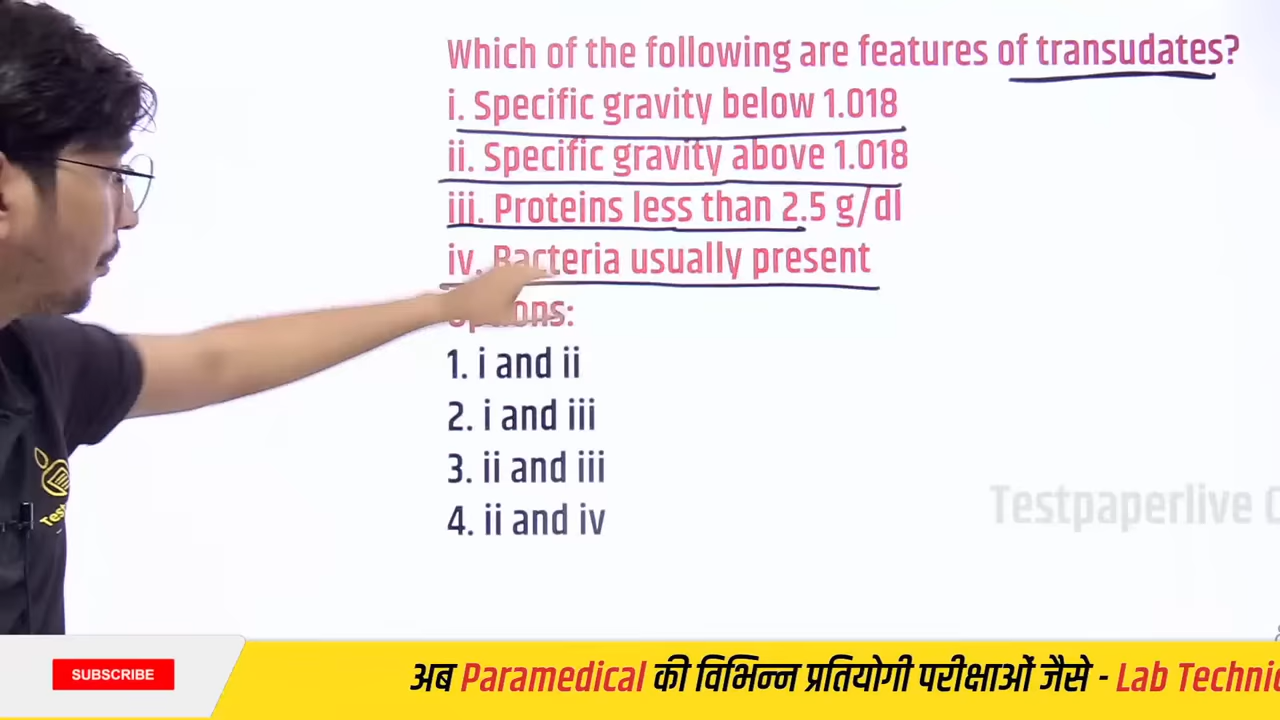 Which of the following are features of transudates?
i. Specific gravity below 1.018
ii. Specific gravity above 1.018
iii. Proteins less than 2.5 g/dl
iv. Bacteria usually present
Options:
1. i and ii
2. i and iii
3. ii and iii
4. ii and iv
Testpaperlive
SUBSCRIBE
अब Paramedical की विभिन्न प्रतियोगी परीक्षाओं जैसे - Lab